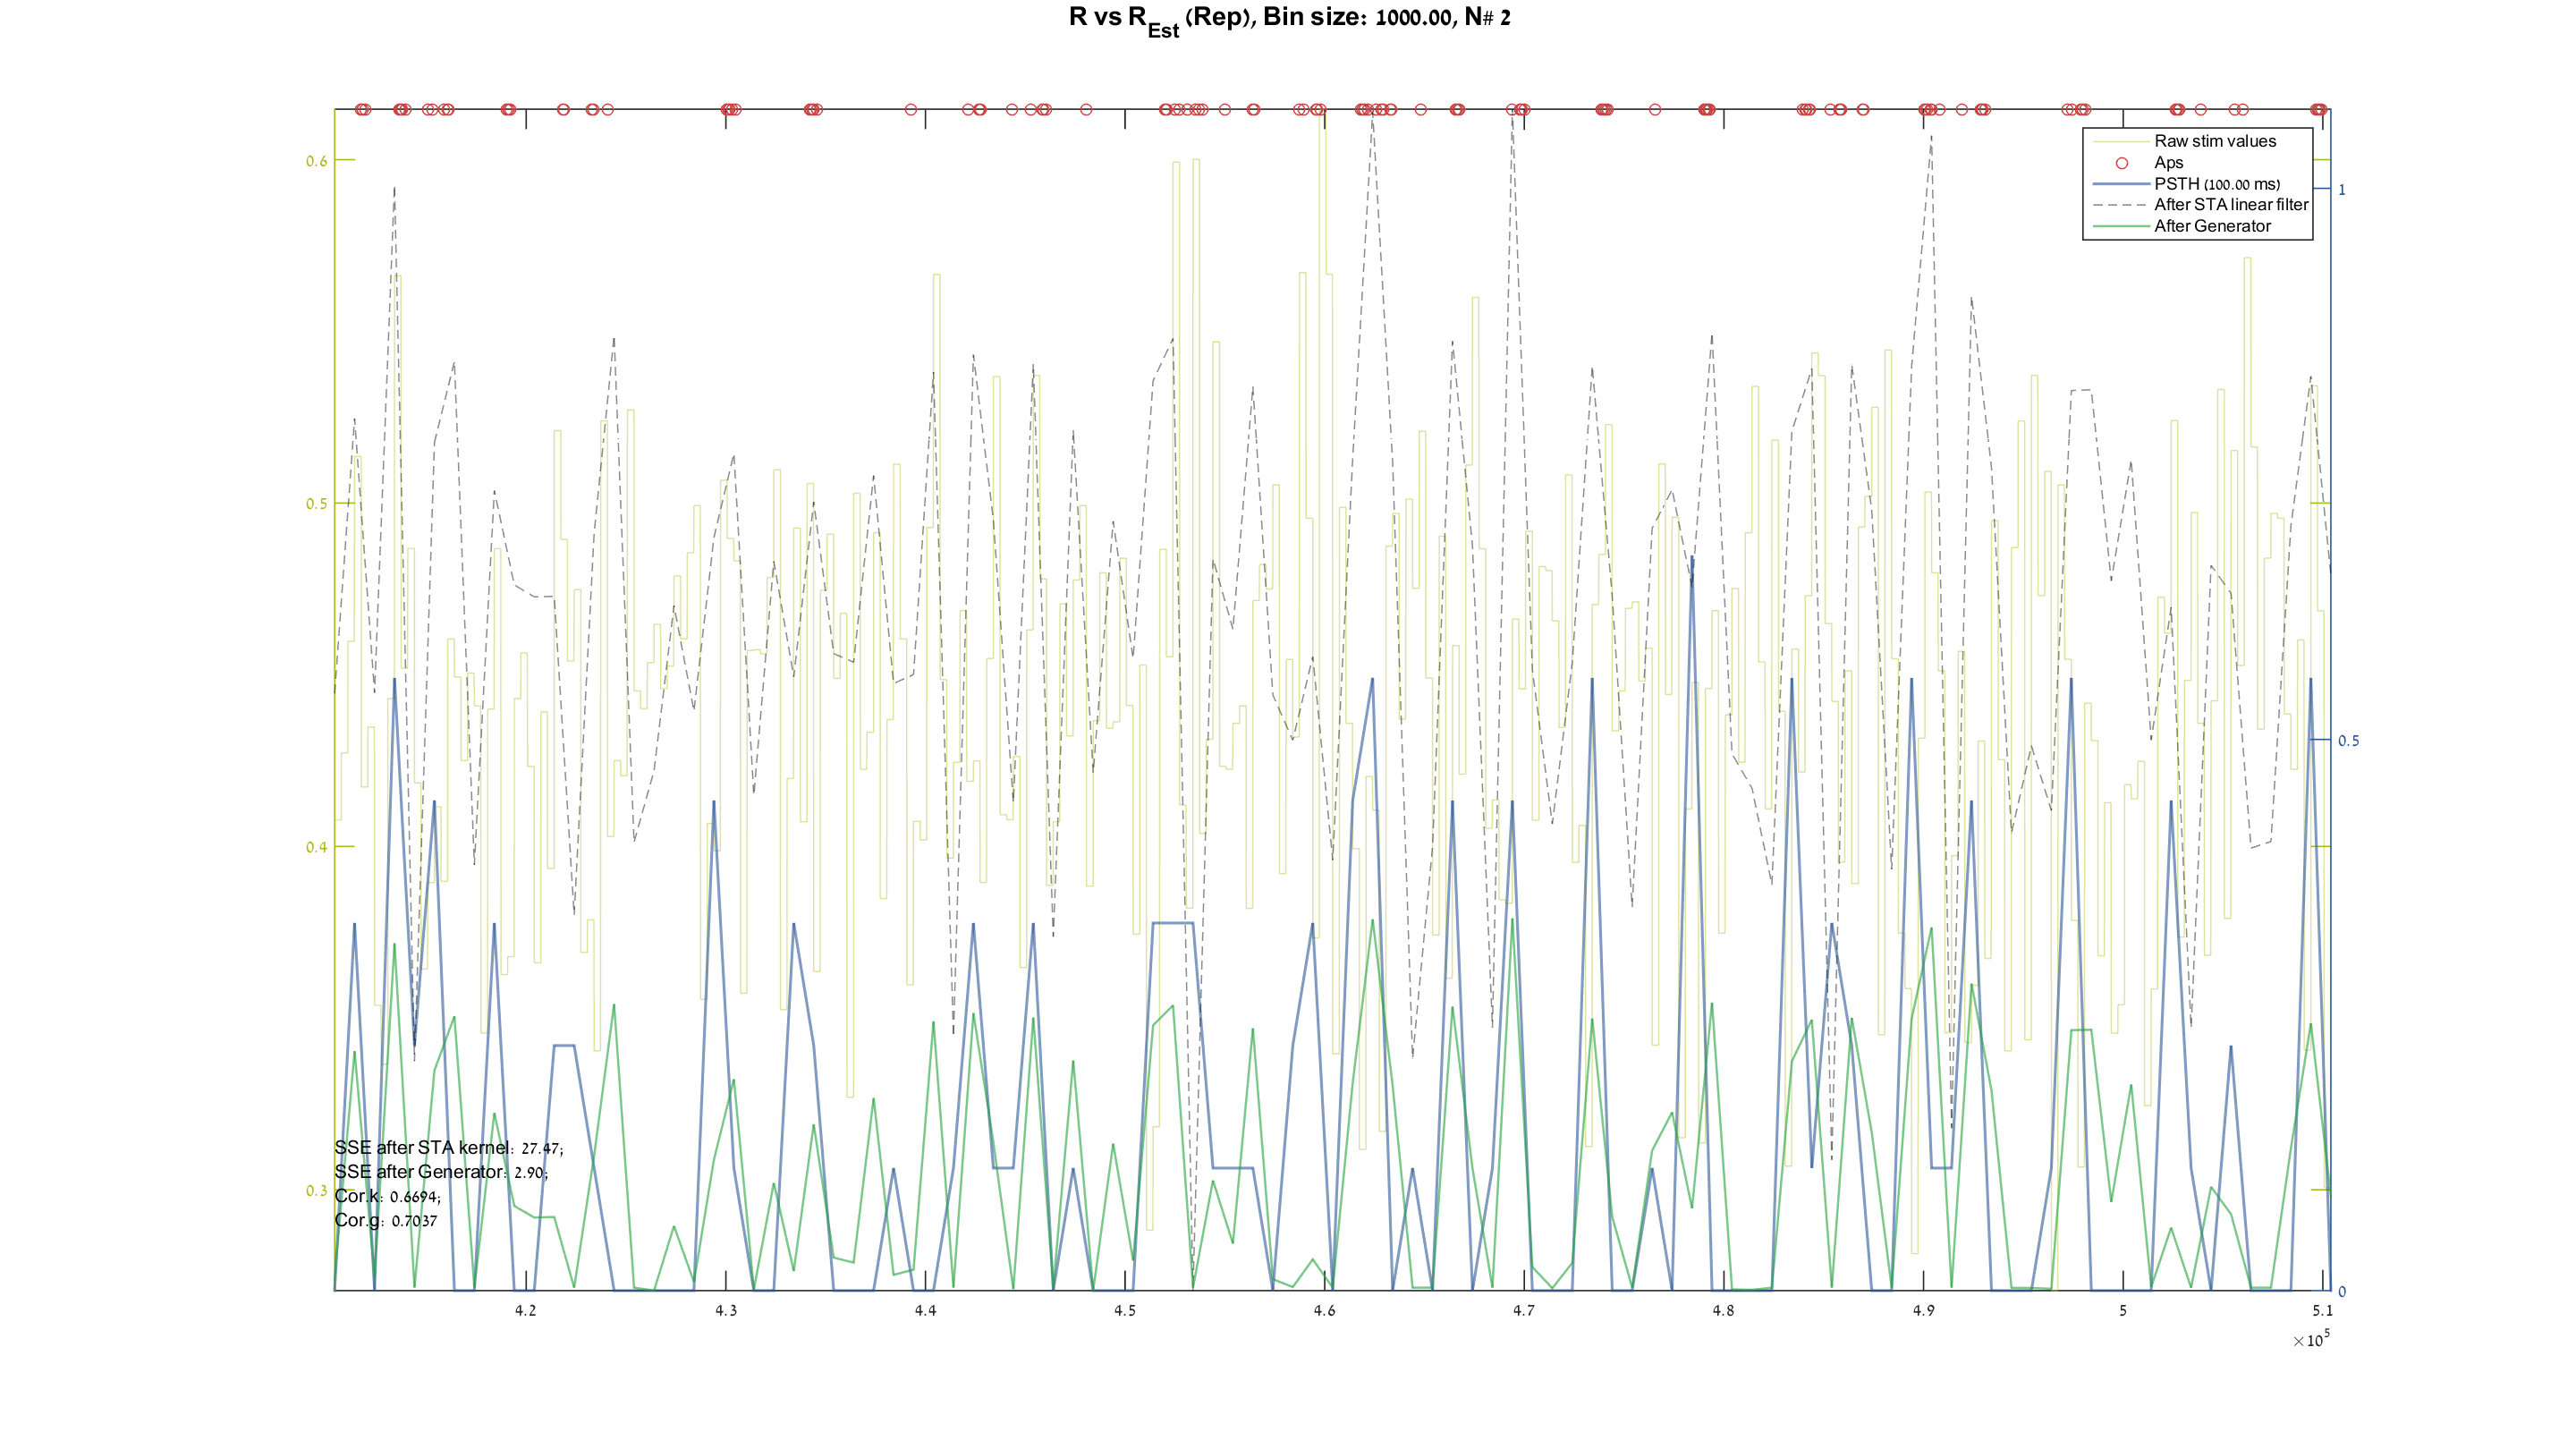 R vs R_Est (Rep), Bin size: 1000.00, N# 2
Raw stim values
Aps
PSTH (100.00 ms)
After STA linear filter
After Generator
0.6
0.5
0.4
0.3
1
0.5
0
SSE after STA kernel: 27.47;
SSE after Generator: 2.90;
Cor.k: 0.6694;
Cor.g: 0.7037
4.2 4.3 4.4 4.5 4.6 4.7 4.8 4.9 5 5.1
×10^5